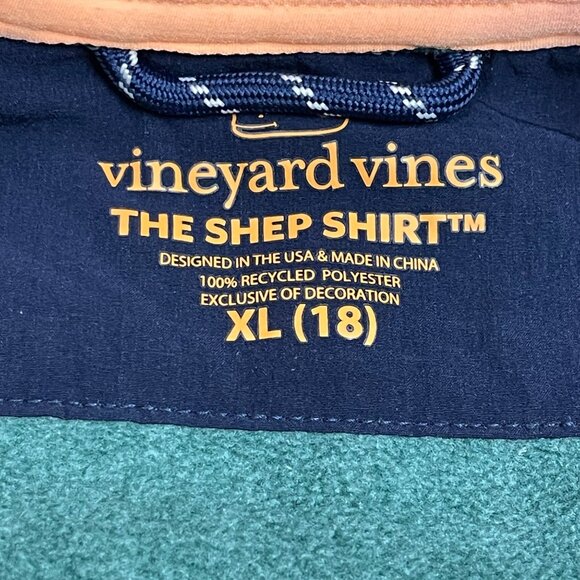 vineyard vines
THE SHEP SHIRT™
DESIGNED IN THE USA & MADE IN CHINA
100% RECYCLED POLYESTER
EXCLUSIVE OF DECORATION
XL (18)